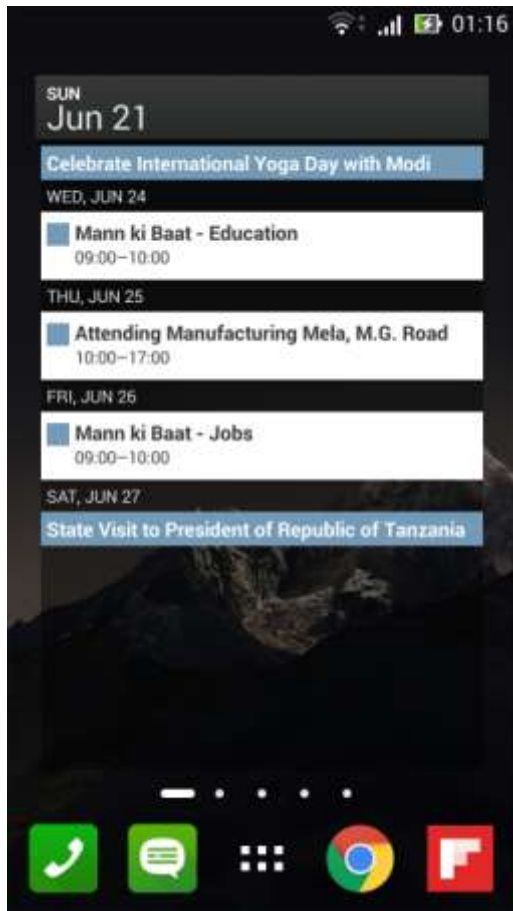 01:16
SUN
Jun 21
Celebrate International Yoga Day with Modi
WED, JUN 24
Mann ki Baat - Education
09:00–10:00
THU, JUN 25
Attending Manufacturing Mela, M.G. Road
10:00–17:00
FRI, JUN 26
Mann ki Baat - Jobs
09:00–10:00
SAT, JUN 27
State Visit to President of Republic of Tanzania